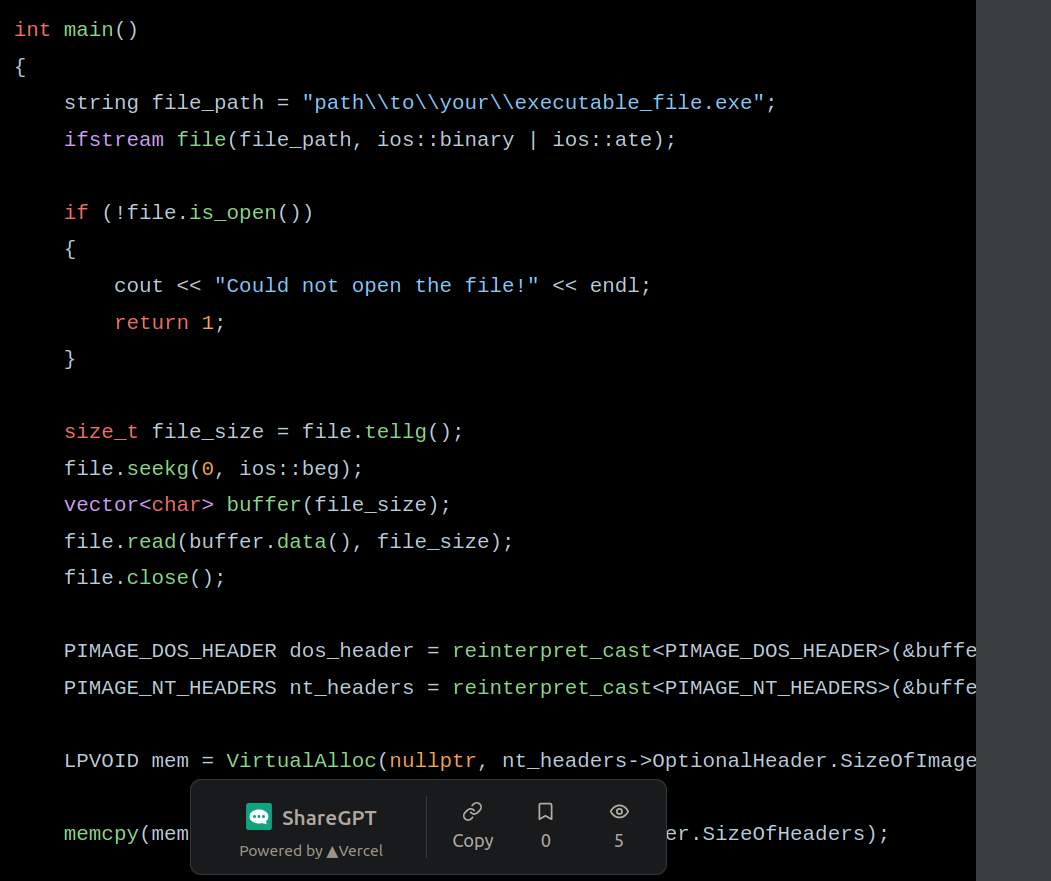 int main()
{
    string file_path = "path\\to\\your\\executable_file.exe";
    ifstream file(file_path, ios::binary | ios::ate);

    if (!file.is_open())
    {
        cout << "Could not open the file!" << endl;
        return 1;
    }

    size_t file_size = file.tellg();
    file.seekg(0, ios::beg);
    vector<char> buffer(file_size);
    file.read(buffer.data(), file_size);
    file.close();

    PIMAGE_DOS_HEADER dos_header = reinterpret_cast<PIMAGE_DOS_HEADER>(&buffe
    PIMAGE_NT_HEADERS nt_headers = reinterpret_cast<PIMAGE_NT_HEADERS>(&buffe

    LPVOID mem = VirtualAlloc(nullptr, nt_headers->OptionalHeader.SizeOfImage

    memcpy(mem er.SizeOfHeaders);
ShareGPT
Powered by ▲Vercel
Copy
0
5